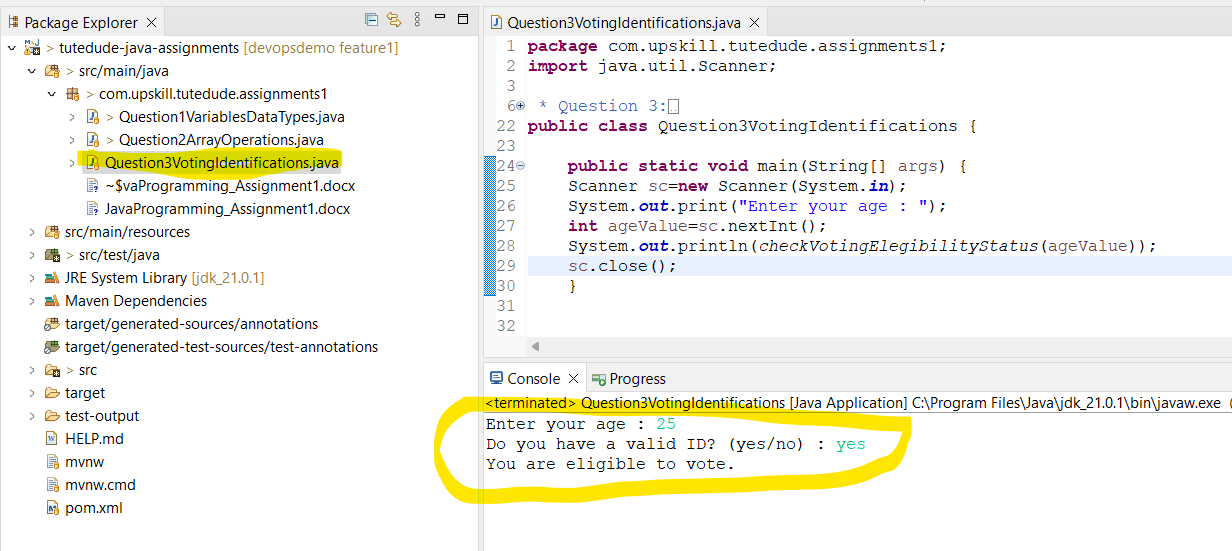 Package Explorer
tutedude-java-assignments [devopsdemo feature1]
src/main/java
com.upskill.tutedude.assignments1
Question1VariablesDataTypes.java
Question2ArrayOperations.java
Question3VotingIdentifications.java
~$vaProgramming_Assignment1.docx
JavaProgramming_Assignment1.docx
src/main/resources
src/test/java
JRE System Library [jdk_21.0.1]
Maven Dependencies
target/generated-sources/annotations
target/generated-test-sources/test-annotations
src
target
test-output
HELP.md
mvnw
mvnw.cmd
pom.xml
Question3VotingIdentifications.java
1 package com.upskill.tutedude.assignments1;
2 import java.util.Scanner;
3
6 * Question 3:
22 public class Question3VotingIdentifications {
23
24 public static void main(String[] args) {
25 Scanner sc=new Scanner(System.in);
26 System.out.print("Enter your age : ");
27 int ageValue=sc.nextInt();
28 System.out.println(checkVotingElegibilityStatus(ageValue));
29 sc.close();
30 }
31
32
Console Progress
<terminated> Question3VotingIdentifications [Java Application] C:\Program Files\Java\jdk_21.0.1\bin\javaw.exe (
Enter your age : 25
Do you have a valid ID? (yes/no) : yes
You are eligible to vote.